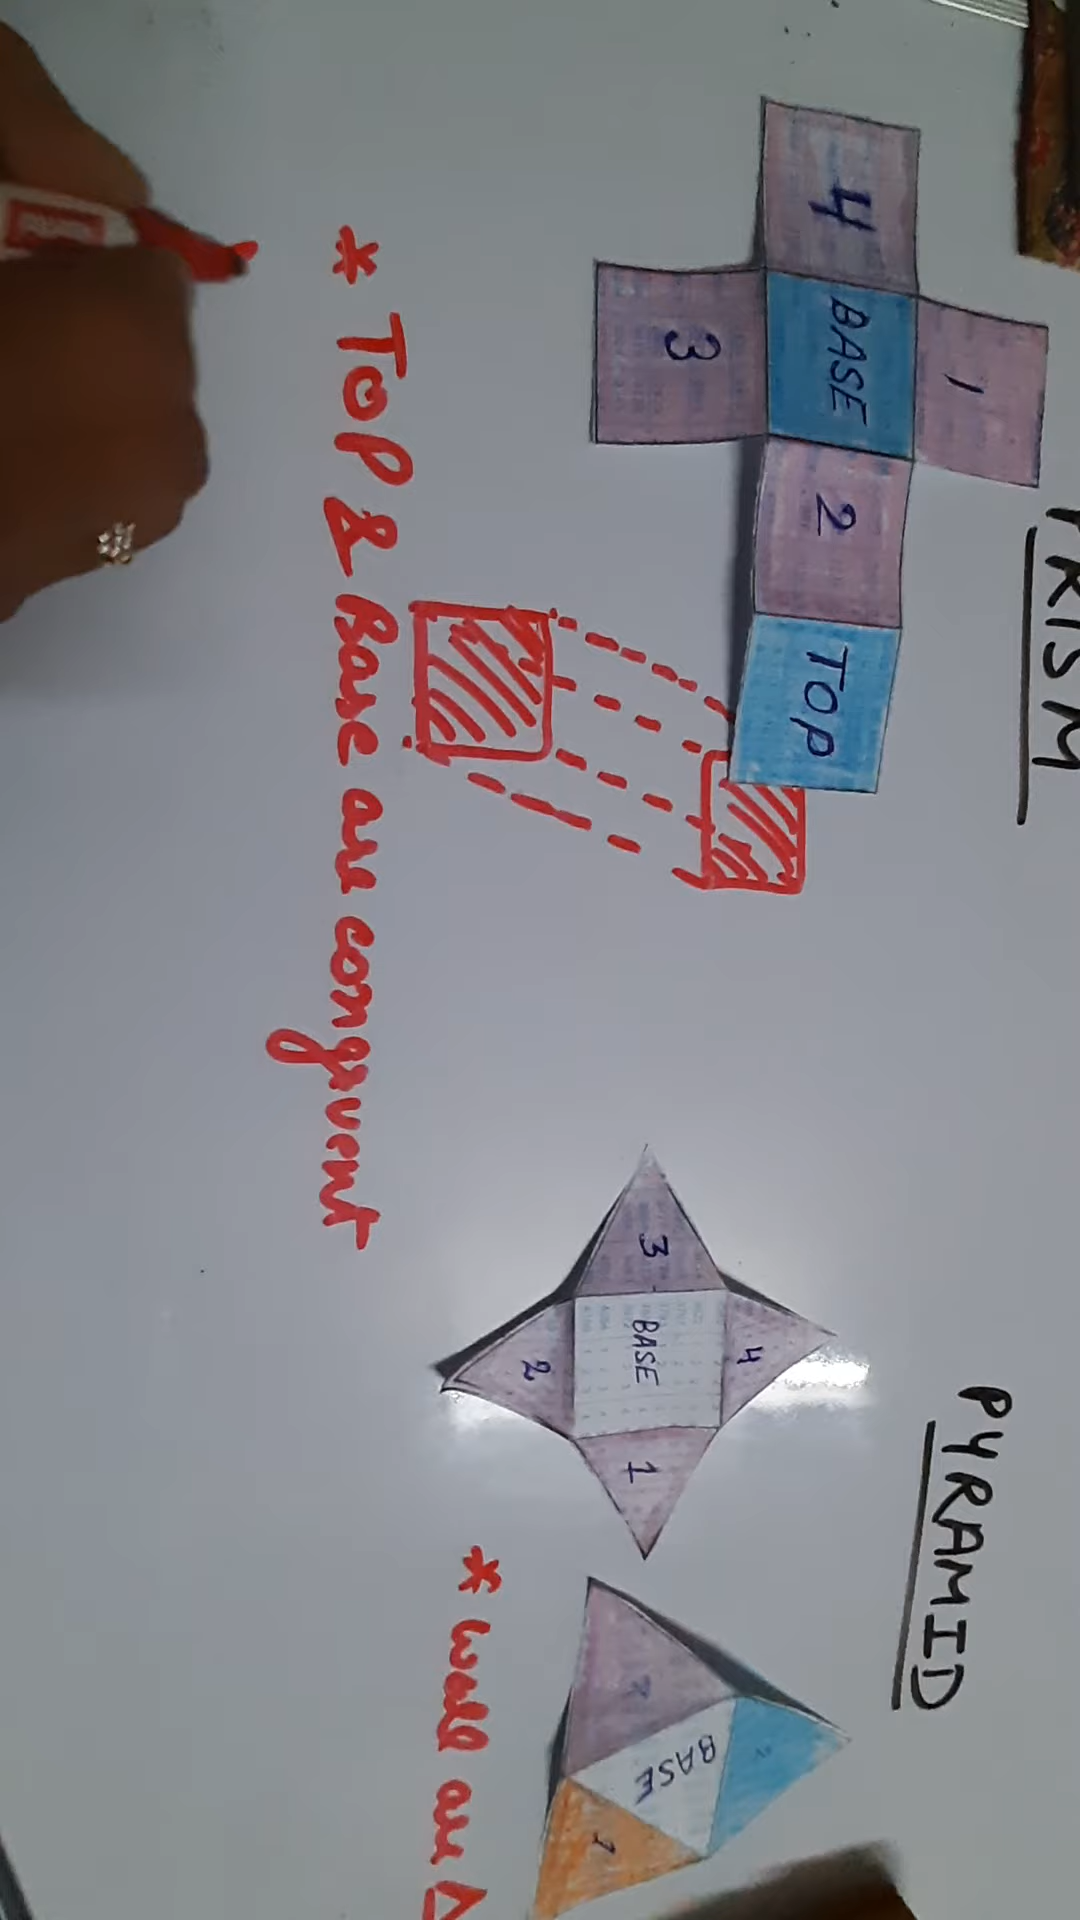 PRISM
4
BASE
1
3
2
TOP
* TOP & Base are congruent
PYRAMID
3
BASE
4
2
1
BASE
1
* Wall are Δ